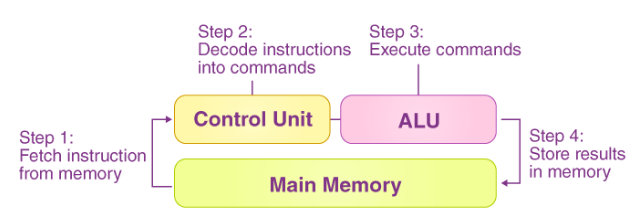 Step 2:
Decode instructions
into commands
Step 3:
Execute commands
Control Unit
ALU
Step 1:
Fetch instruction
from memory
Step 4:
Store results
in memory
Main Memory